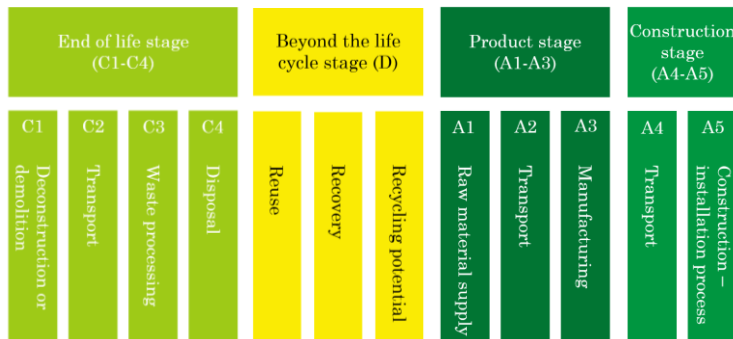 End of life stage
(C1-C4)
Beyond the life
cycle stage (D)
Product stage
(A1-A3)
Construction
stage
(A4-A5)
C1
Deconstruction or
demolition
C2
Transport
C3
Waste processing
C4
Disposal
Reuse
Recovery
Recycling potential
A1
Raw material supply
A2
Transport
A3
Manufacturing
A4
Transport
A5
Construction –
installation process